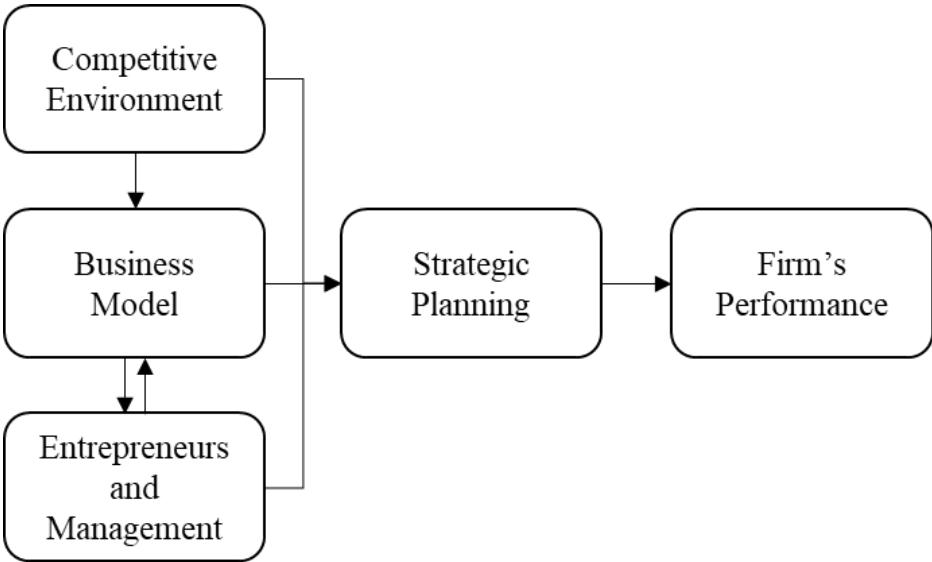 Competitive
Environment
Business
Model
Strategic
Planning
Firm’s
Performance
Entrepreneurs
and
Management